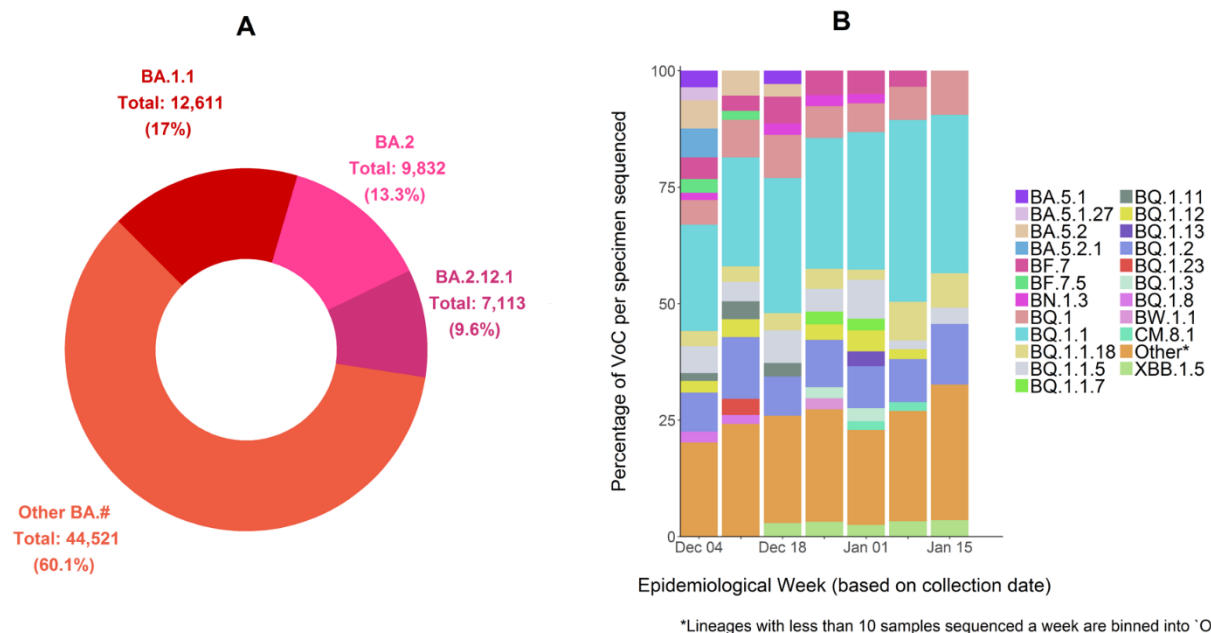 A
BA.1.1
Total: 12,611
(17%)
BA.2
Total: 9,832
(13.3%)
BA.2.12.1
Total: 7,113
(9.6%)
Other BA.#
Total: 44,521
(60.1%)
B
Percentage of VoC per specimen sequenced
100
75
50
25
0
Dec 04 Dec 18 Jan 01 Jan 15
Epidemiological Week (based on collection date)
BA.5.1
BA.5.1.27
BA.5.2
BA.5.2.1
BF.7
BF.7.5
BN.1.3
BQ.1
BQ.1.1
BQ.1.1.18
BQ.1.1.5
BQ.1.1.7
BQ.1.11
BQ.1.12
BQ.1.13
BQ.1.2
BQ.1.23
BQ.1.3
BQ.1.8
BW.1.1
CM.8.1
Other*
XBB.1.5
*Lineages with less than 10 samples sequenced a week are binned into `O